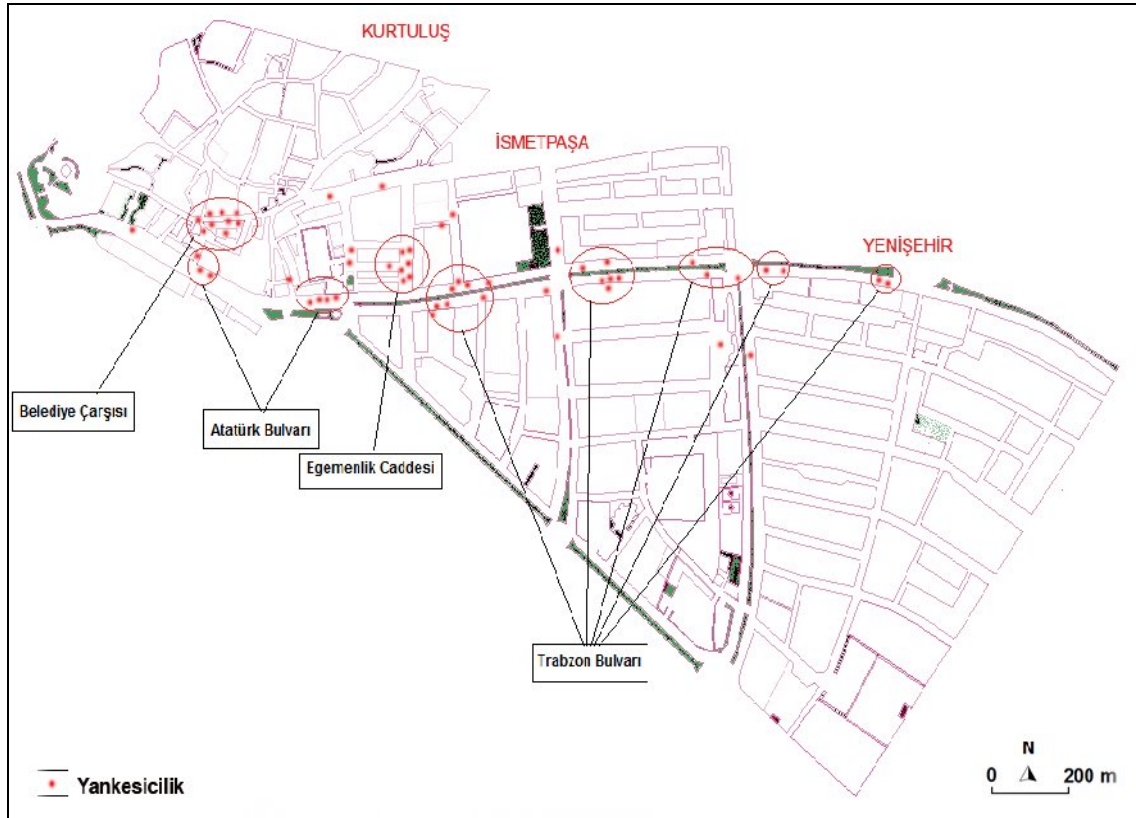 KURTULUŞ
İSMETPAŞA
YENİŞEHİR
Belediye Çarşısı
Atatürk Bulvarı
Egemenlik Caddesi
Trabzon Bulvarı
Yankesicilik
N
0 200 m